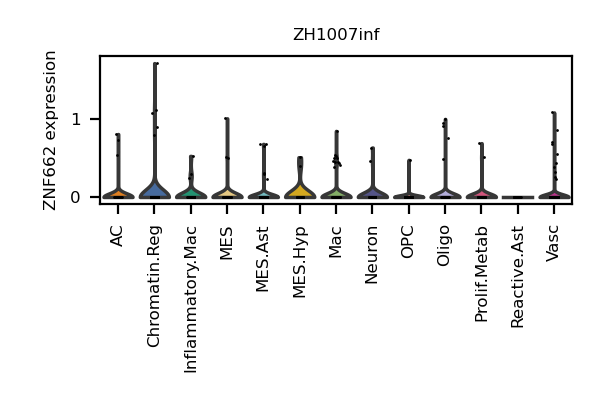 ZH1007inf
ZNF662 expression
1
0
AC
Chromatin.Reg
Inflammatory.Mac
MES
MES.Ast
MES.Hyp
Mac
Neuron
OPC
Oligo
Prolif.Metab
Reactive.Ast
Vasc